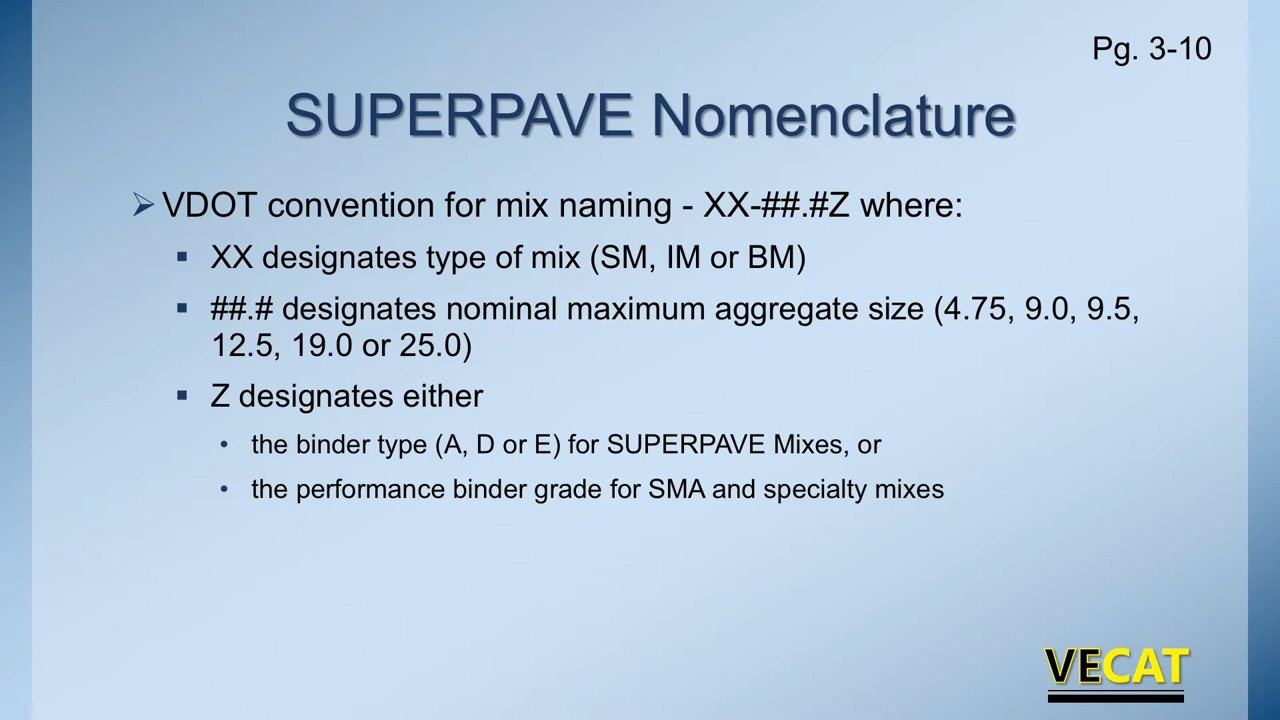 Pg. 3-10
SUPERPAVE Nomenclature
VDOT convention for mix naming - XX-##.#Z where:
XX designates type of mix (SM, IM or BM)
##.# designates nominal maximum aggregate size (4.75, 9.0, 9.5,
12.5, 19.0 or 25.0)
Z designates either
the binder type (A, D or E) for SUPERPAVE Mixes, or
the performance binder grade for SMA and specialty mixes
VECAT